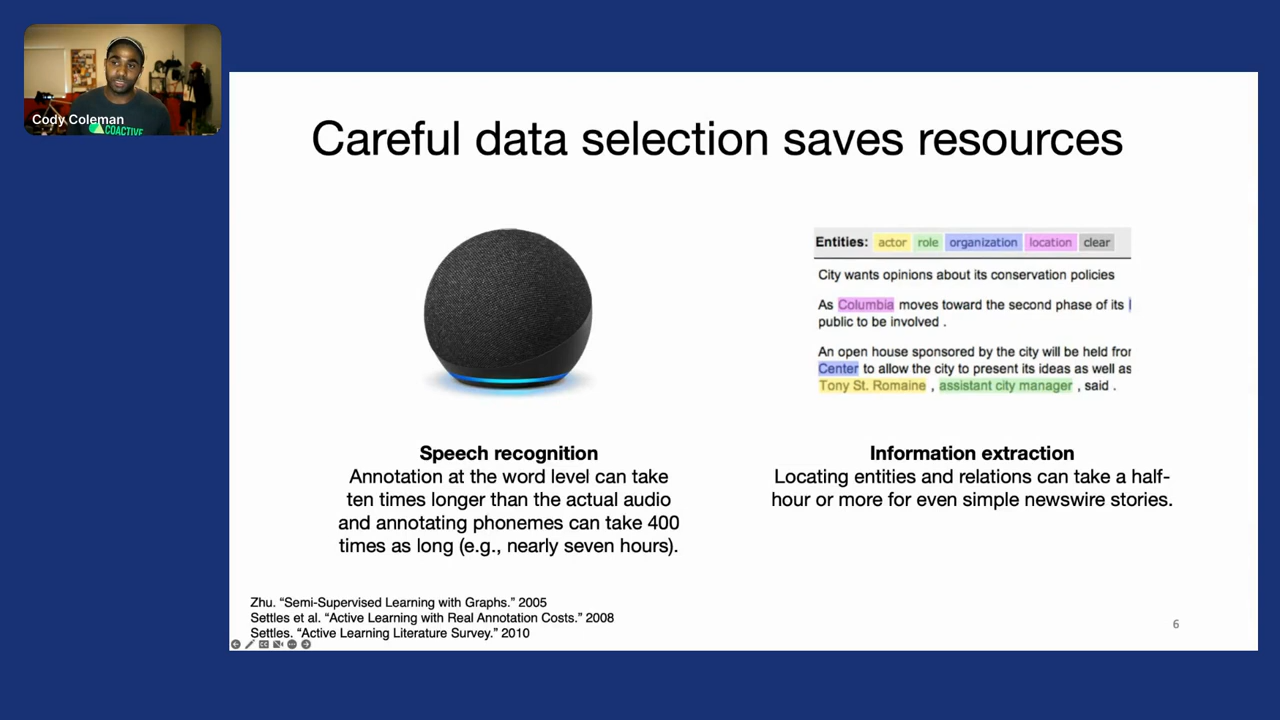 Cody Coleman
COACTIVE
Careful data selection saves resources
Entities: actor role organization location clear
City wants opinions about its conservation policies
As Columbia moves toward the second phase of its
public to be involved .
An open house sponsored by the city will be held
Center to allow the city to present its ideas as well as
Tony St. Romaine , assistant city manager , said .
Speech recognition
Annotation at the word level can take
ten times longer than the actual audio
and annotating phonemes can take 400
times as long (e.g., nearly seven hours).
Information extraction
Locating entities and relations can take a half-
hour or more for even simple newswire stories.
Zhu. “Semi-Supervised Learning with Graphs.” 2005
Settles et al. “Active Learning with Real Annotation Costs.” 2008
Settles. “Active Learning Literature Survey.” 2010
6